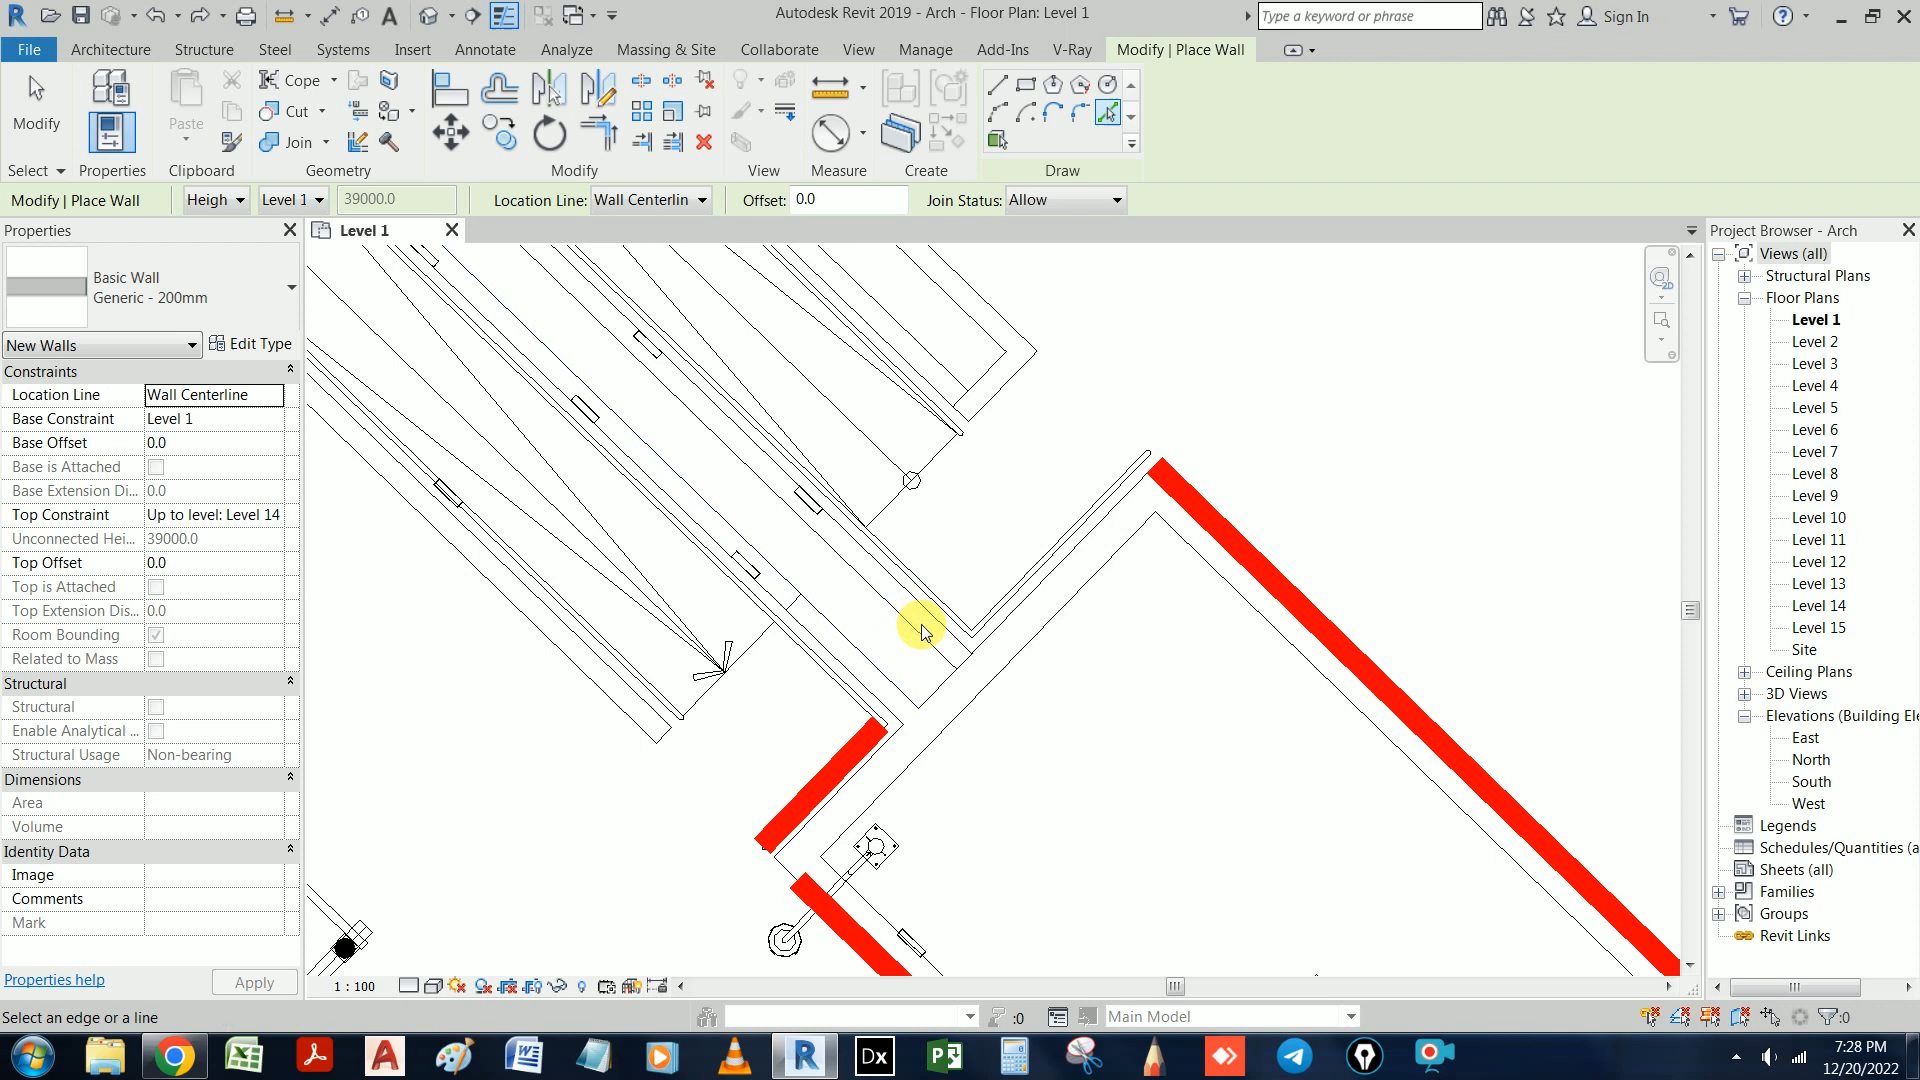 Autodesk Revit 2019 - Arch - Floor Plan: Level 1
Type a keyword or phrase
Sign In
File
Architecture
Structure
Steel
Systems
Insert
Annotate
Analyze
Massing & Site
Collaborate
View
Manage
Add-Ins
V-Ray
Modify | Place Wall
Modify
Paste
Cope
Cut
Join
Select
Properties
Clipboard
Geometry
Modify
View
Measure
Create
Draw
Modify | Place Wall
Heigh
Level 1
39000.0
Location Line:
Wall Centerlin
Offset:
0.0
Join Status:
Allow
Properties
Level 1
Project Browser - Arch
Basic Wall
Generic - 200mm
New Walls
Edit Type
Constraints
Location Line Wall Centerline
Base Constraint Level 1
Base Offset 0.0
Base is Attached
Base Extension Di... 0.0
Top Constraint Up to level: Level 14
Unconnected Hei... 39000.0
Top Offset 0.0
Top is Attached
Top Extension Dis... 0.0
Room Bounding
Related to Mass
Structural
Structural
Enable Analytical ...
Structural Usage Non-bearing
Dimensions
Area
Volume
Identity Data
Image
Comments
Mark
Properties help
Apply
2D
Views (all)
Structural Plans
Floor Plans
Level 1
Level 2
Level 3
Level 4
Level 5
Level 6
Level 7
Level 8
Level 9
Level 10
Level 11
Level 12
Level 13
Level 14
Level 15
Site
Ceiling Plans
3D Views
Elevations (Building El
East
North
South
West
Legends
Schedules/Quantities (a
Sheets (all)
Families
Groups
Revit Links
1 : 100
Select an edge or a line
:0
Main Model
:0
Dx
7:28 PM
12/20/2022